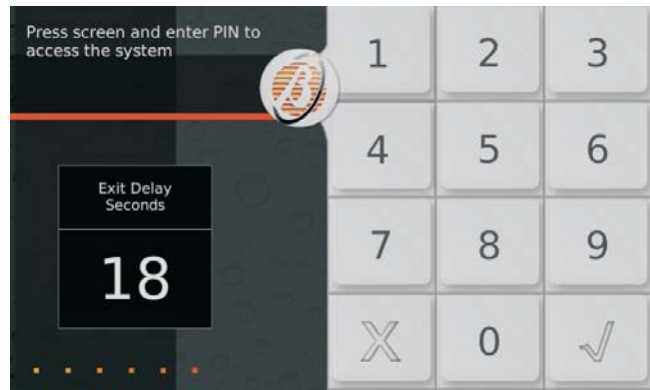 Press screen and enter PIN to
access the system
B
Exit Delay
Seconds
18
1 2 3
4 5 6
7 8 9
X 0 √